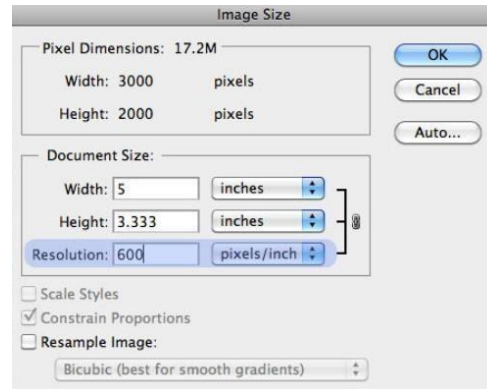 Image Size
Pixel Dimensions: 17.2M
Width: 3000 pixels
Height: 2000 pixels
OK
Cancel
Auto...
Document Size:
Width: 5 inches
Height: 3.333 inches
Resolution: 600 pixels/inch
Scale Styles
Constrain Proportions
Resample Image:
Bicubic (best for smooth gradients)